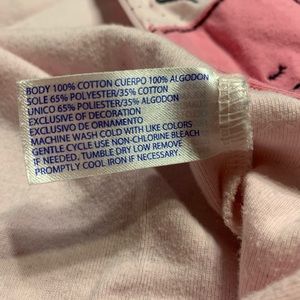 BODY 100% COTTON CUERPO 100% ALGODON
SOLE 65% POLYESTER/35% COTTON
UNICO 65% POLIESTER/35% ALGODON
EXCLUSIVE OF DECORATION
EXCLUSIVO DE ORNAMENTO
MACHINE WASH COLD WITH LIKE COLORS
GENTLE CYCLE USE NON-CHLORINE BLEACH
IF NEEDED. TUMBLE DRY LOW REMOVE
PROMPTLY COOL IRON IF NECESSARY.